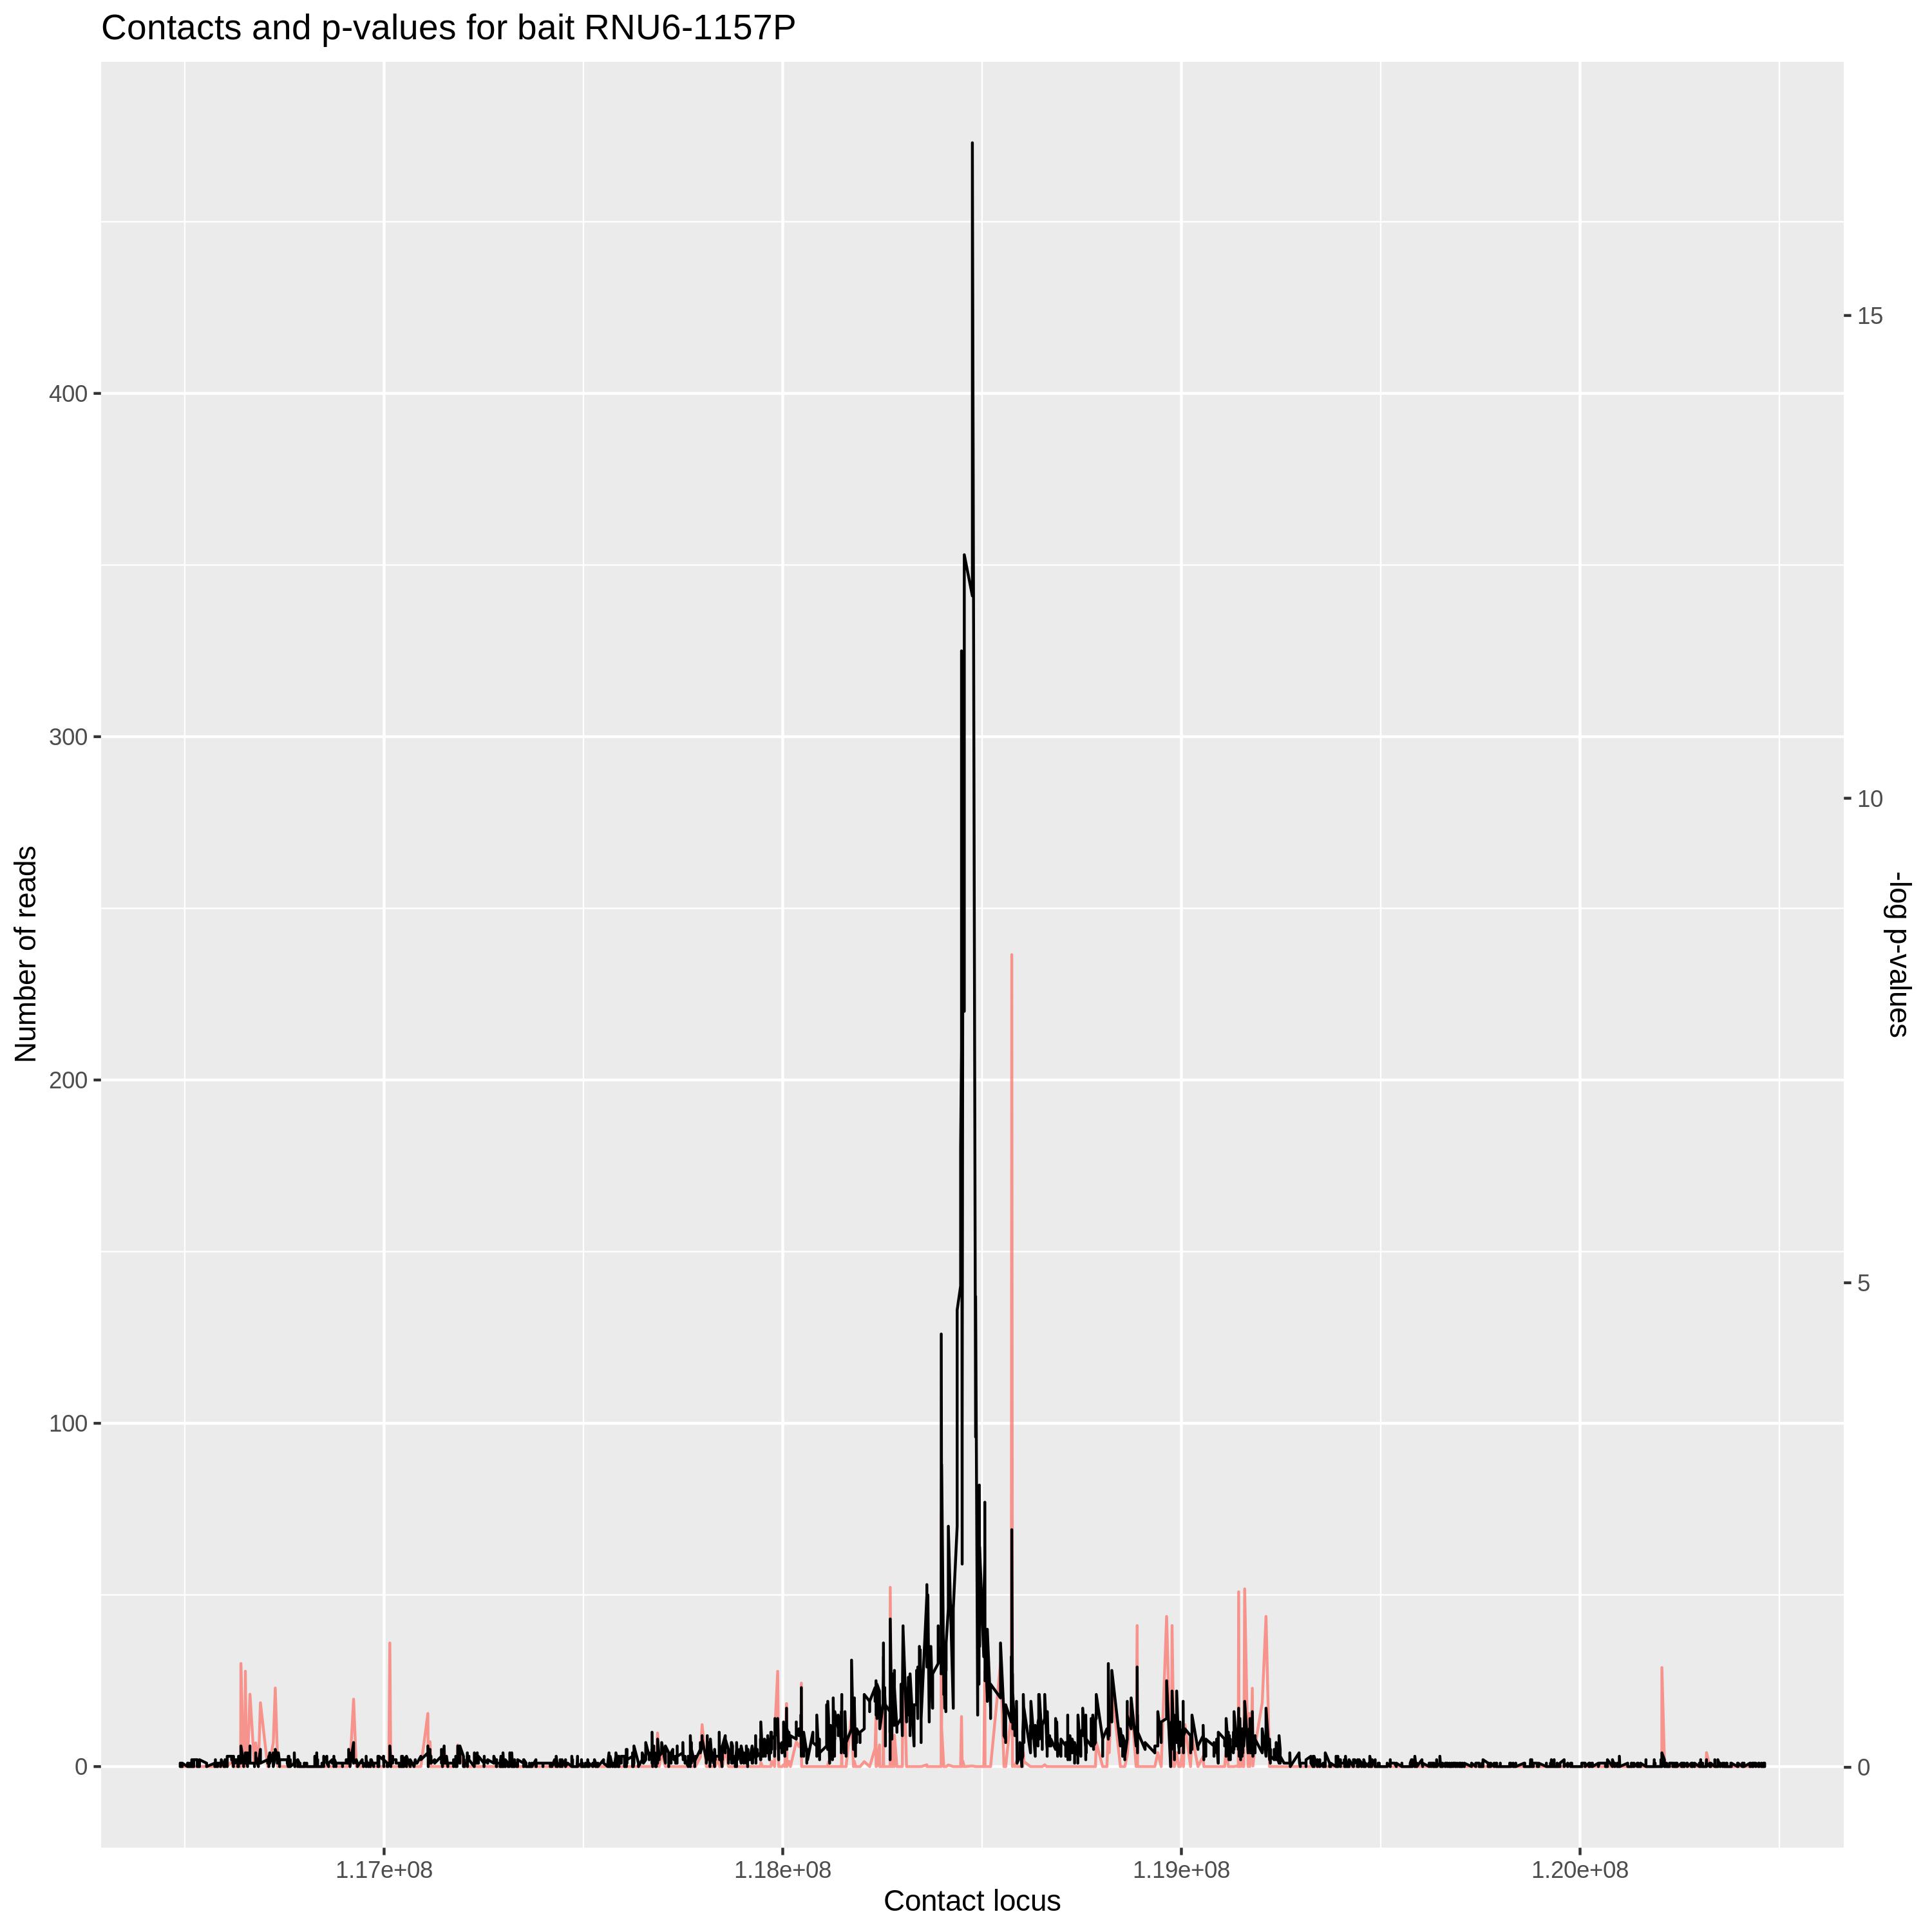 Contacts and p-values for bait RNU6-1157P
Number of reads
400
300
200
100
0
15
10
5
0
-log p-values
1.17e+08
1.18e+08
1.19e+08
1.20e+08
Contact locus